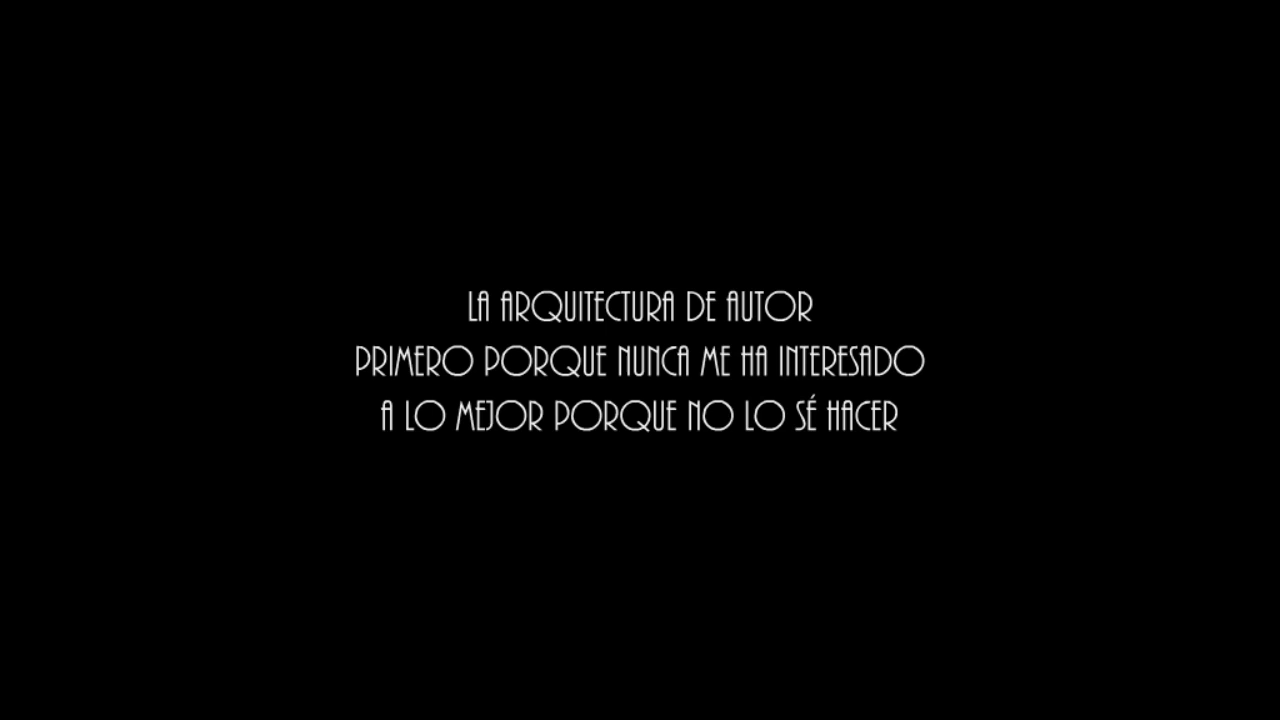 LA ARQUITECTURA DE AUTOR
PRIMERO PORQUE NUNCA ME HA INTERESADO
A LO MEJOR PORQUE NO LO SÉ HACER